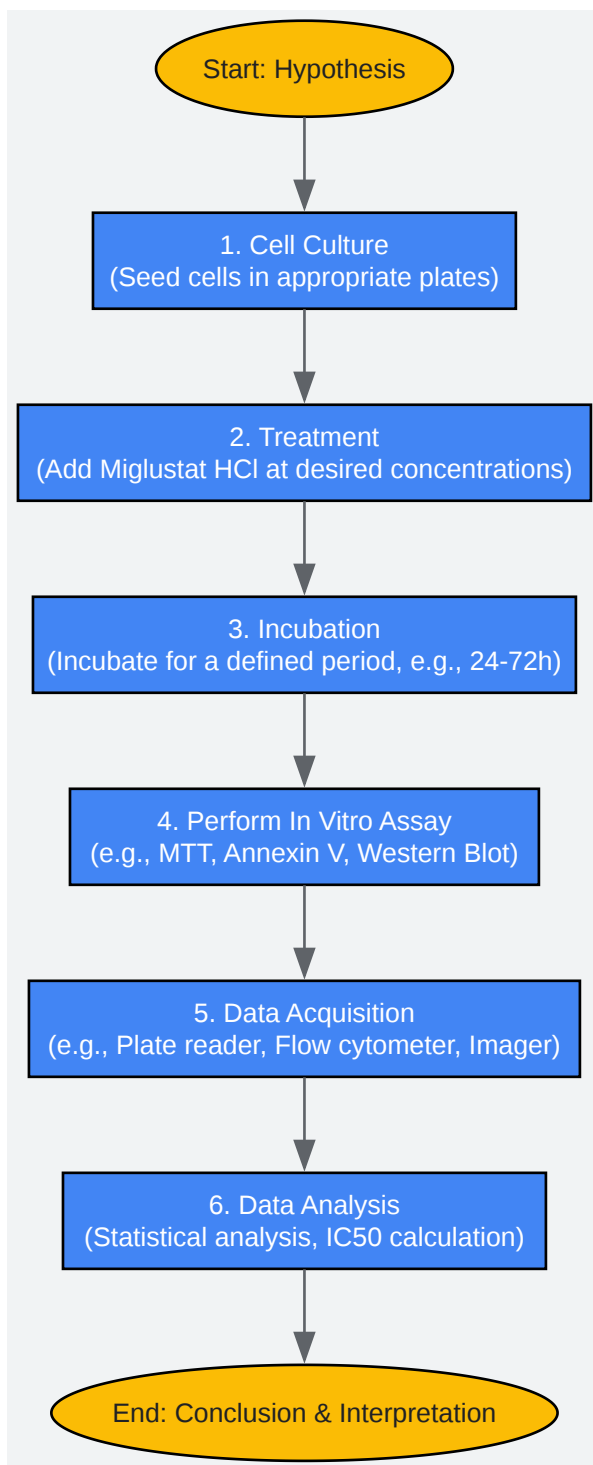 Start: Hypothesis
1. Cell Culture
(Seed cells in appropriate plates)
2. Treatment
(Add Miglustat HCl at desired concentrations)
3. Incubation
(Incubate for a defined period, e.g., 24-72h)
4. Perform In Vitro Assay
(e.g., MTT, Annexin V, Western Blot)
5. Data Acquisition
(e.g., Plate reader, Flow cytometer, Imager)
6. Data Analysis
(Statistical analysis, IC50 calculation)
End: Conclusion & Interpretation